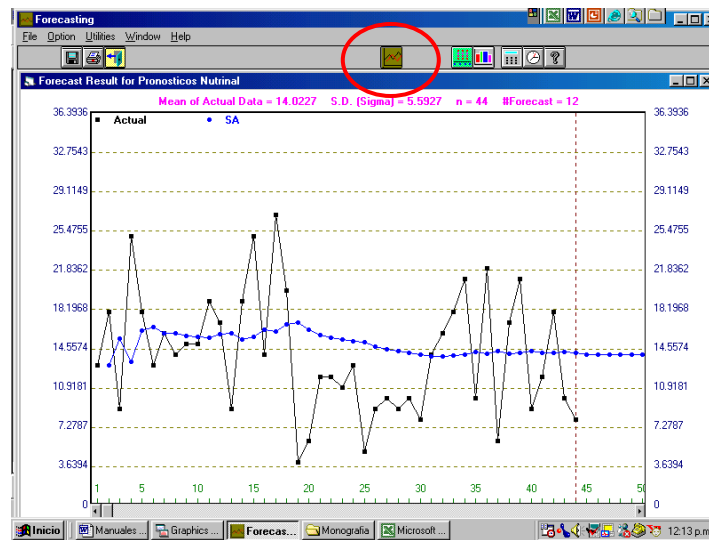 Forecasting
File Option Utilities Window Help
Forecast Result for Pronosticos Nutrinal
Mean of Actual Data = 14.0227 S.D. (Sigma) = 5.5927 n = 44 #Forecast = 12
36.3936 36.3936
Actual SA
32.7543 32.7543
29.1149 29.1149
25.4755 25.4755
21.8362 21.8362
18.1968 18.1968
14.5574 14.5574
10.9181 10.9181
7.2787 7.2787
3.6394 3.6394
1 5 10 15 20 25 30 35 40 45 50
0 0
Inicio Manuales ... Graphics ... Forecas... Monografia Microsoft ... 12:13 p.m